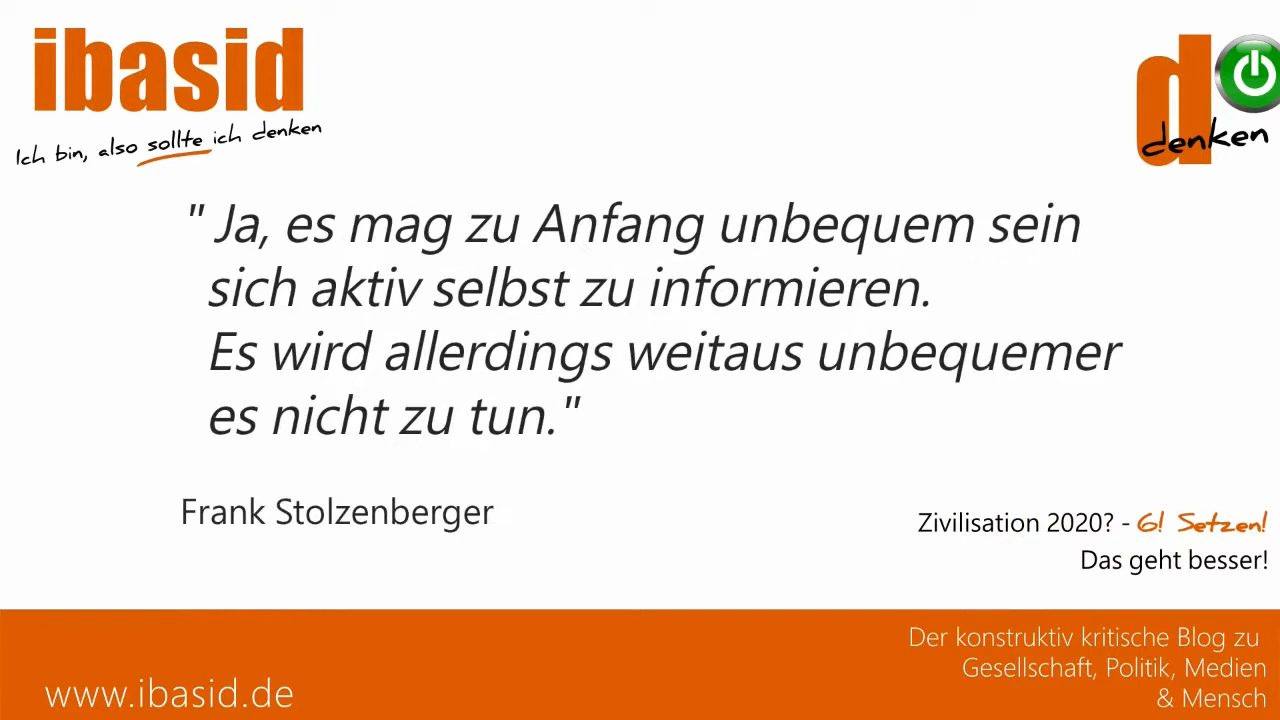 ibasid
Ich bin, also sollte ich denken
d
denken
" Ja, es mag zu Anfang unbequem sein
sich aktiv selbst zu informieren.
Es wird allerdings weitaus unbequemer
es nicht zu tun."
Frank Stolzenberger
Zivilisation 2020? - 6! Setzen!
Das geht besser!
Der konstruktiv kritische Blog zu
Gesellschaft, Politik, Medien
& Mensch
www.ibasid.de